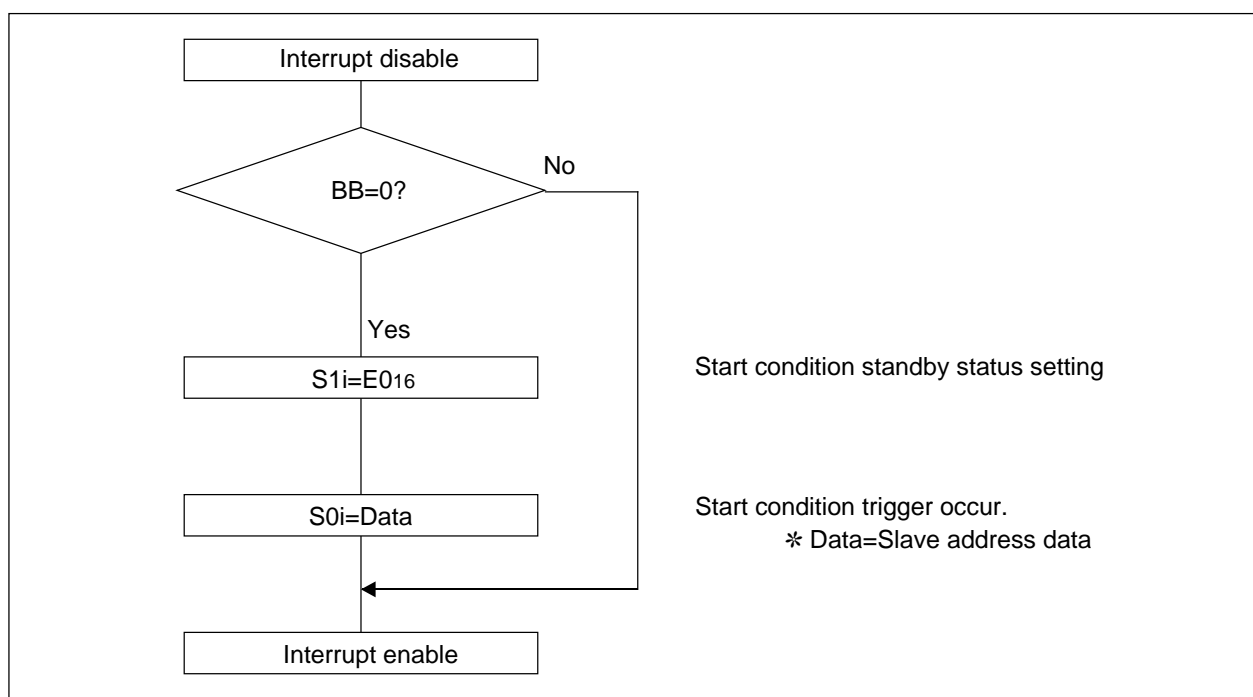 Interrupt disable
No
BB=0?
Yes
S1i=E016
Start condition standby status setting
S0i=Data
Start condition trigger occur.
* Data=Slave address data
Interrupt enable